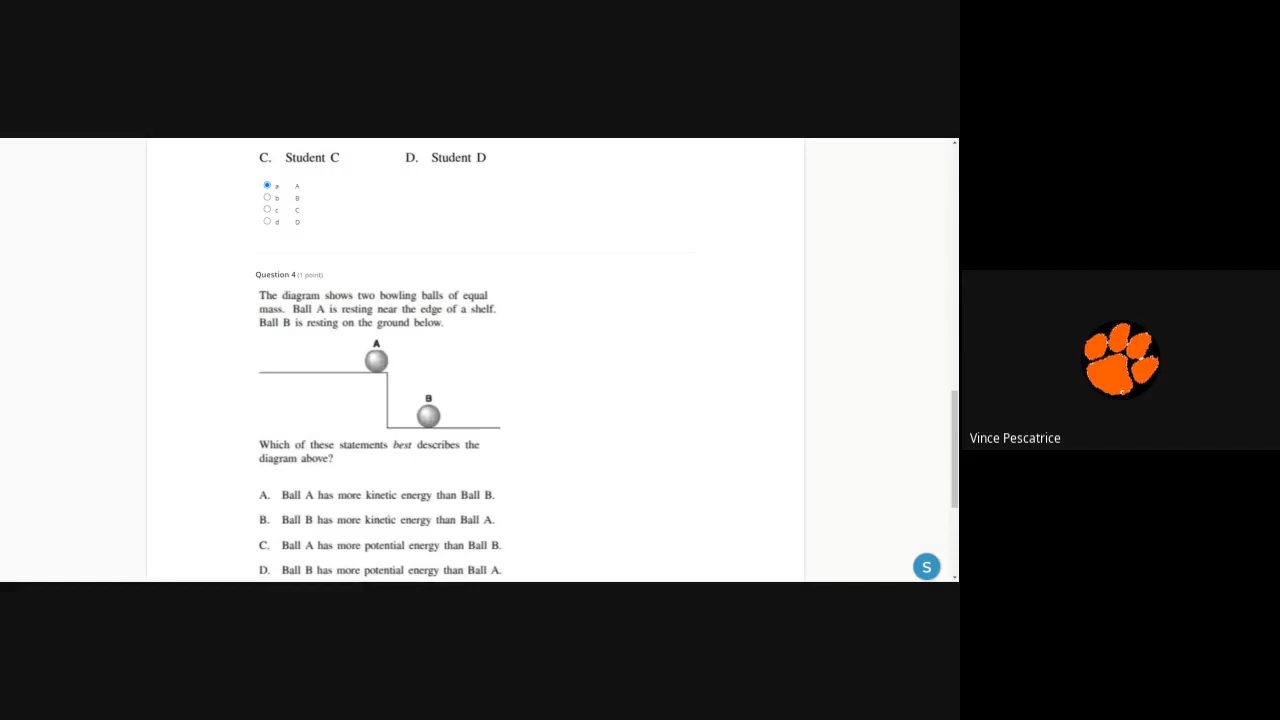 C. Student C D. Student D
a A
b B
c C
d D
Question 4 (1 point)
The diagram shows two bowling balls of equal
mass. Ball A is resting near the edge of a shelf.
Ball B is resting on the ground below.
A
B
Which of these statements best describes the
diagram above?
A. Ball A has more kinetic energy than Ball B.
B. Ball B has more kinetic energy than Ball A.
C. Ball A has more potential energy than Ball B.
D. Ball B has more potential energy than Ball A.
S
Vince Pescatrice